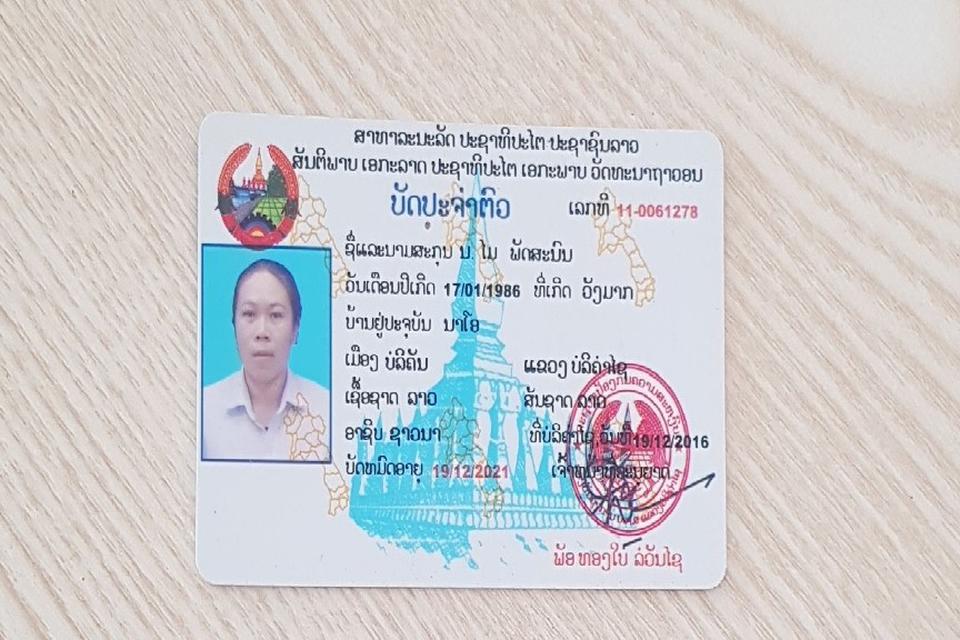 ສາທາລະນະລັດ ປະຊາທິປະໄຕ ປະຊາຊົນລາວ
ສັນຕິພາບ ເອກະລາດ ປະຊາທິປະໄຕ ເອກະພາບ ວັດທະນາຖາວອນ
ບັດປະຈຳຕົວ ເລກທີ 11-0061278
ຊື່ແລະນາມສະກຸນ ນ. ໄມ ພັດສະນົນ
ວັນເດືອນປີເກີດ 17/01/1986 ທີ່ເກີດ ວັງມາກ
ບ້ານຢູ່ປະຈຸບັນ ນາໂອ
ເມືອງ ບໍລິຄັນ ແຂວງ ບໍລິຄຳໄຊ
ເຊື້ອຊາດ ລາວ ສັນຊາດ ລາວ
ອາຊີບ ຊາວນາ ທີ່ບໍລິຄຳໄຊ,ວັນທີ 19/12/2016
ບັດຫມົດອາຍຸ 19/12/2021 ເຈົ້າຫນ້າທີ່ລະບຸຍາດ
ພັອ ທອງໃບ ລໍວັນໄຊ